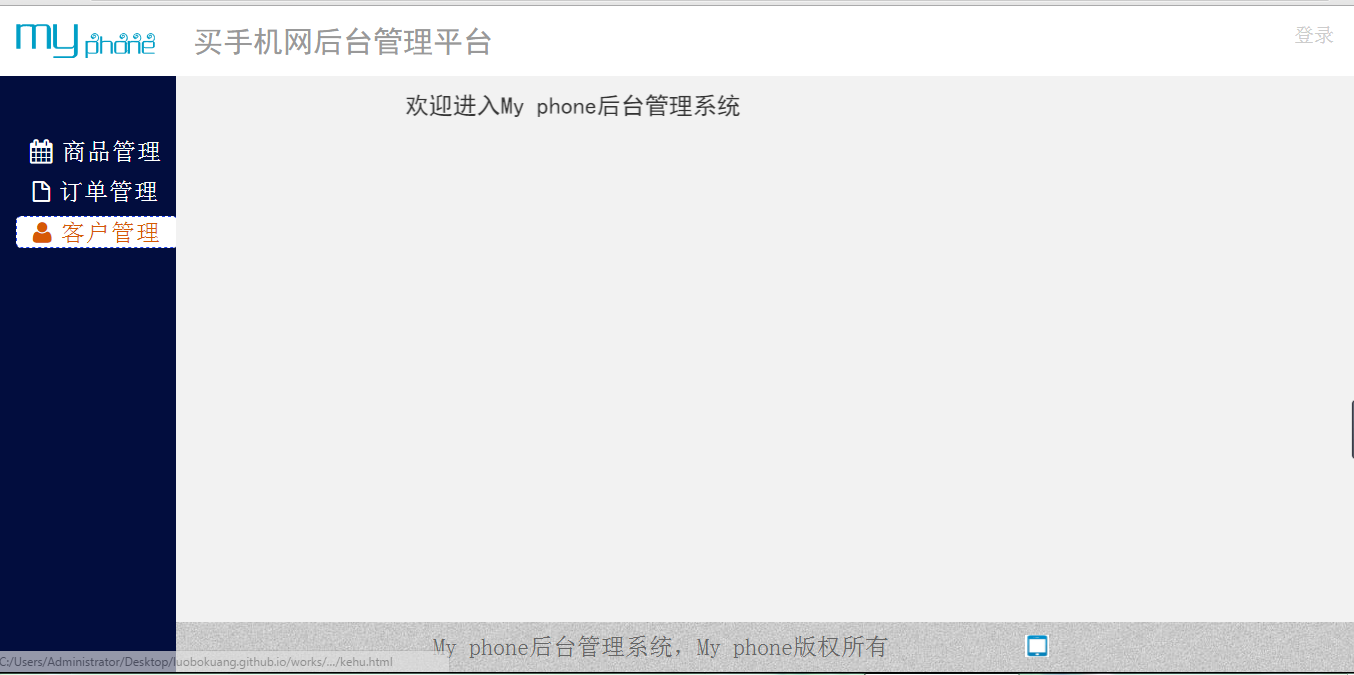 my phone 买手机网后台管理平台 登录
欢迎进入My phone后台管理系统
商品管理
订单管理
客户管理
My phone后台管理系统，My phone版权所有
C:/Users/Administrator/Desktop/luobokuang.github.io/works/.../kehu.html